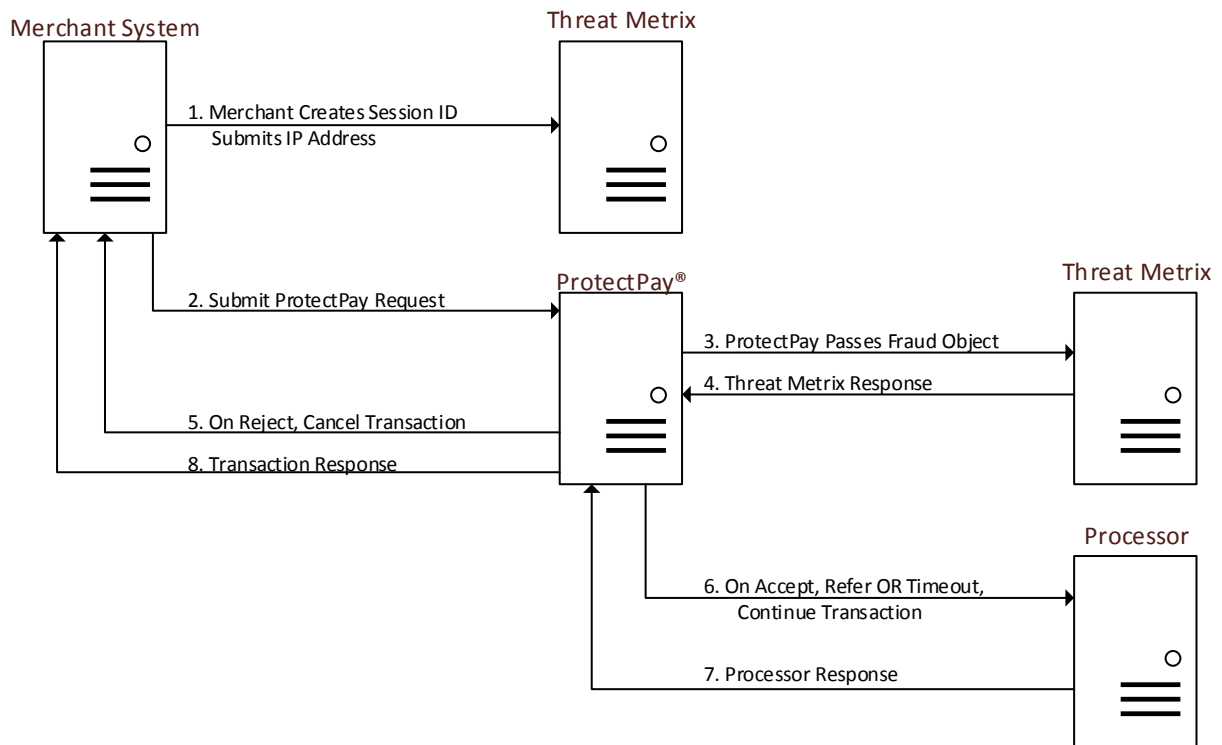 Merchant System
Threat Metrix
1. Merchant Creates Session ID
Submits IP Address
ProtectPay®
Threat Metrix
2. Submit ProtectPay Request
3. ProtectPay Passes Fraud Object
4. Threat Metrix Response
5. On Reject, Cancel Transaction
8. Transaction Response
Processor
6. On Accept, Refer OR Timeout,
Continue Transaction
7. Processor Response